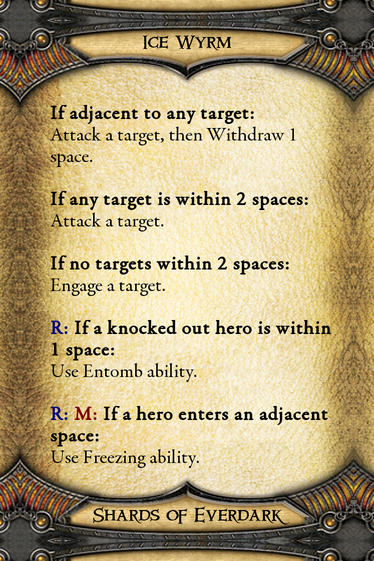 Ice Wyrm
If adjacent to any target:
Attack a target, then Withdraw 1
space.
If any target is within 2 spaces:
Attack a target.
If no targets within 2 spaces:
Engage a target.
R: If a knocked out hero is within
1 space:
Use Entomb ability.
R: M: If a hero enters an adjacent
space:
Use Freezing ability.
Shards of Everdark